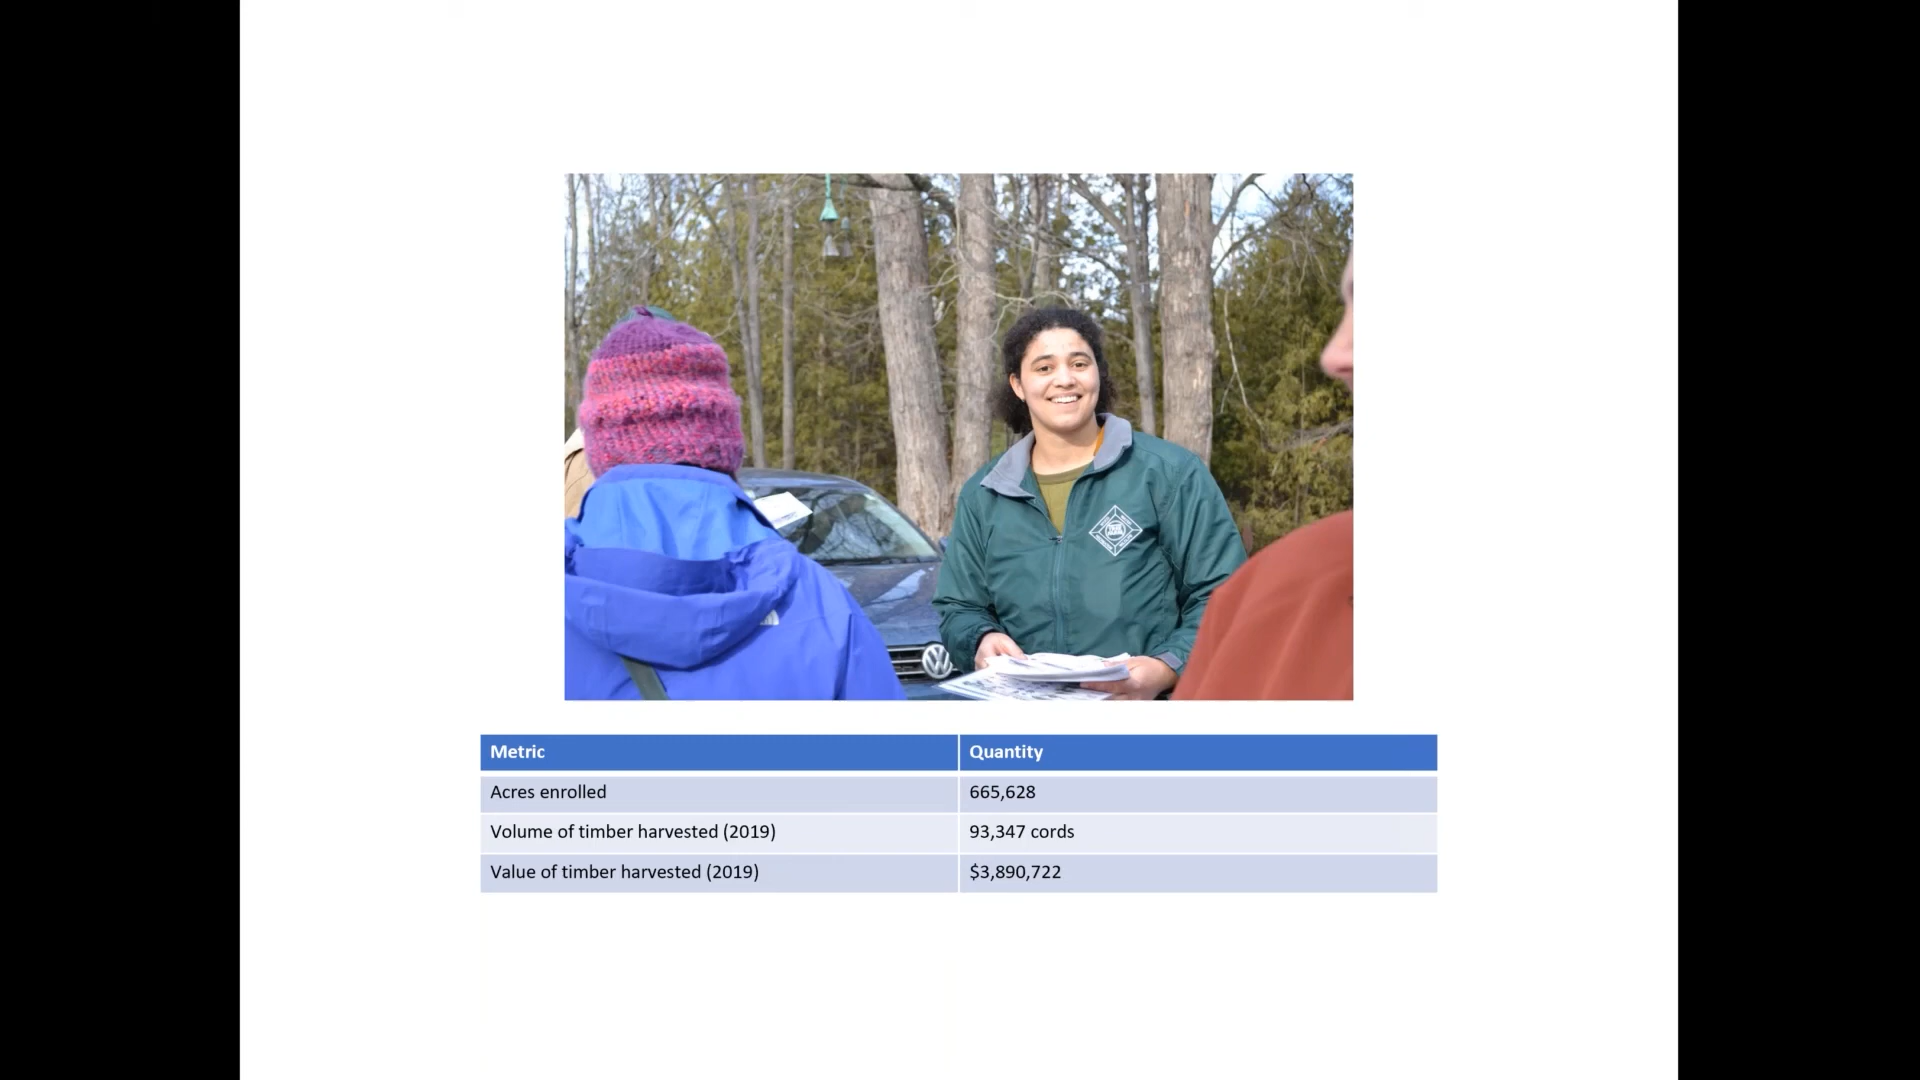 Metric Quantity
Acres enrolled 665,628
Volume of timber harvested (2019) 93,347 cords
Value of timber harvested (2019) $3,890,722